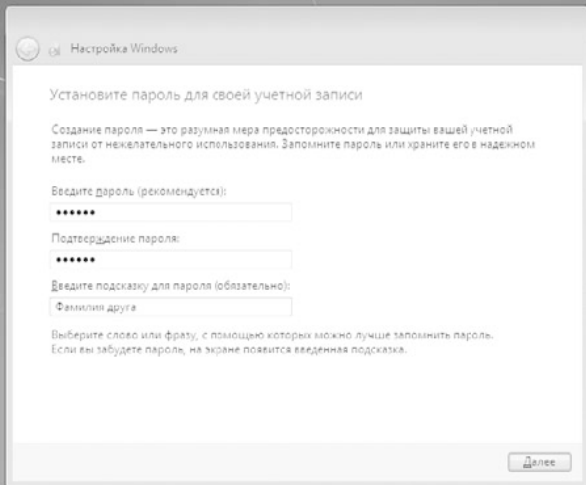 Настройка Windows
Установите пароль для своей учетной записи
Создание пароля — это разумная мера предосторожности для защиты вашей учетной
записи от нежелательного использования. Запомните пароль или храните его в надежном
месте.
Введите пароль (рекомендуется):
••••••
Подтверждение пароля:
••••••
Введите подсказку для пароля (обязательно):
Фамилия друга
Выберите слово или фразу, с помощью которых можно лучше запомнить пароль.
Если вы забудете пароль, на экране появится введенная подсказка.
Далее